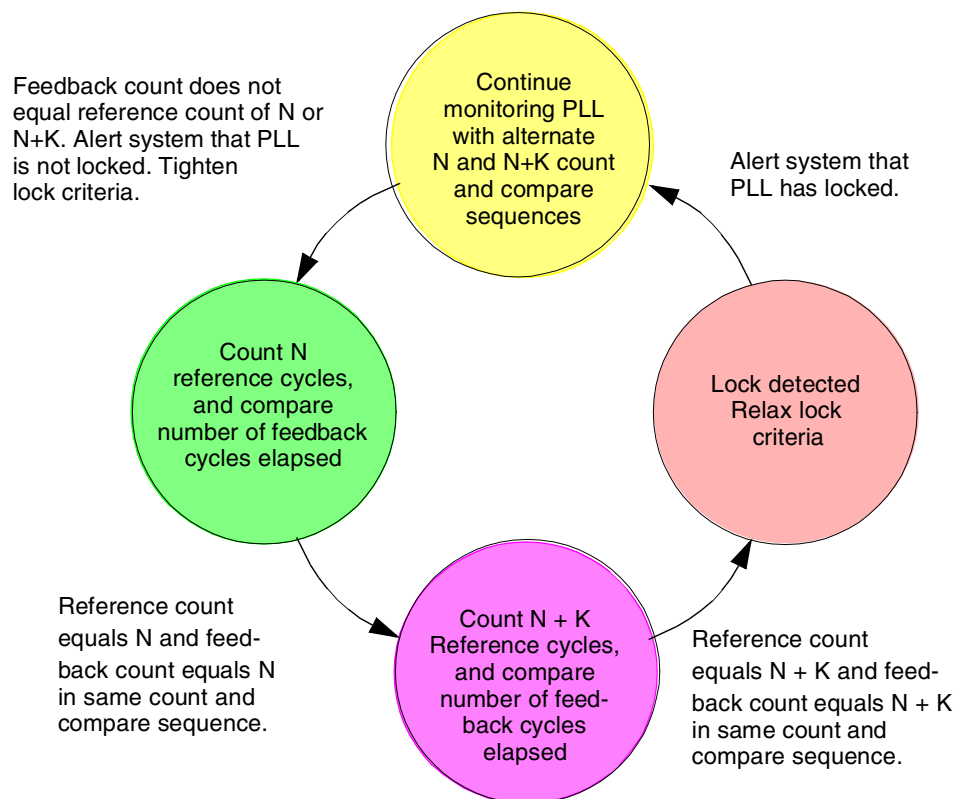 Continue
monitoring PLL
with alternate
N and N+K count
and compare
sequences
Feedback count does not
equal reference count of N or
N+K. Alert system that PLL
is not locked. Tighten
lock criteria.
Alert system that
PLL has locked.
Count N
reference cycles,
and compare
number of feedback
cycles elapsed
Lock detected
Relax lock
criteria
Reference count
equals N and feed-
back count equals N
in same count and
compare sequence.
Count N + K
Reference cycles,
and compare
number of feed-
back cycles
elapsed
Reference count
equals N + K and feed-
back count equals N + K
in same count and
compare sequence.